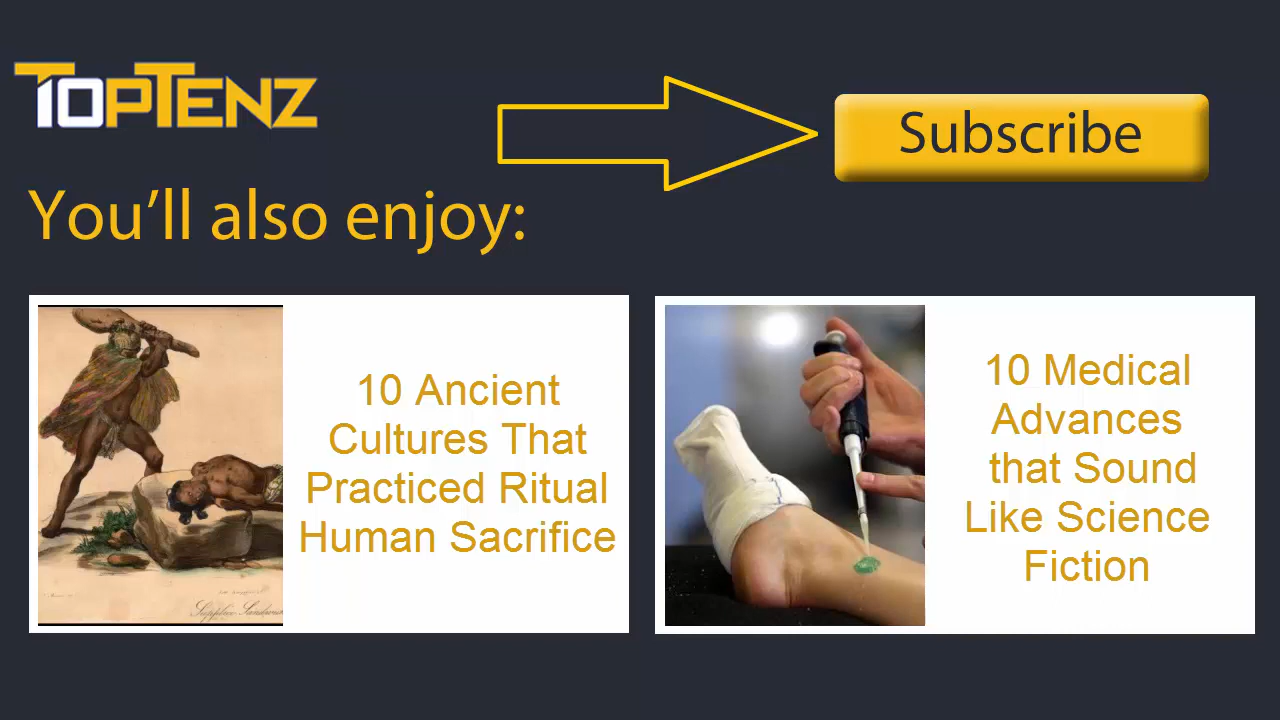 TOPTENZ
Subscribe
You'll also enjoy:
10 Ancient
Cultures That
Practiced Ritual
Human Sacrifice
10 Medical
Advances
that Sound
Like Science
Fiction